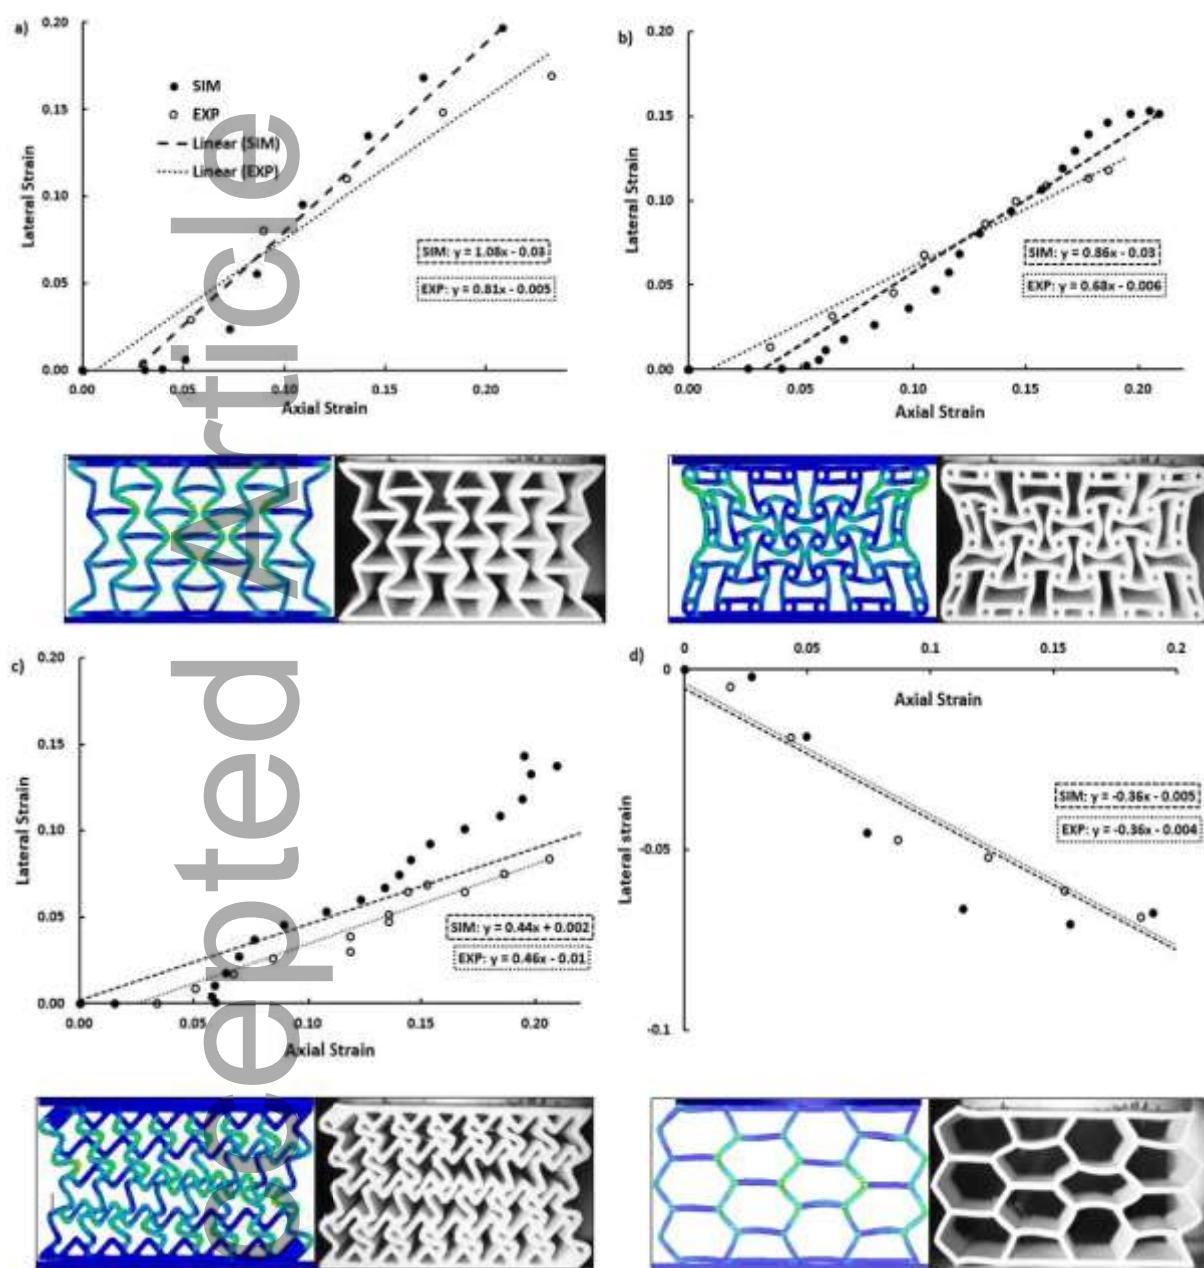 a)
Lateral Strain
0.20
0.15
0.10
0.05
0.00
SIM
EXP
Linear (SIM)
Linear (EXP)
SIM: y = 1.08x - 0.03
EXP: y = 0.81x - 0.005
0.00 0.05 0.10 0.15 0.20
Axial Strain
b)
Lateral Strain
0.20
0.15
0.10
0.05
0.00
SIM: y = 0.86x - 0.03
EXP: y = 0.68x - 0.006
0.00 0.05 0.10 0.15 0.20
Axial Strain
c)
Lateral Strain
0.20
0.15
0.10
0.05
0.00
SIM: y = 0.44x + 0.002
EXP: y = 0.46x - 0.01
0.00 0.05 0.10 0.15 0.20
Axial Strain
d)
0 0.05 0.1 0.15 0.2
Axial Strain
Lateral strain
0
-0.05
-0.1
SIM: y = -0.36x - 0.005
EXP: y = -0.36x - 0.004
Accepted Article